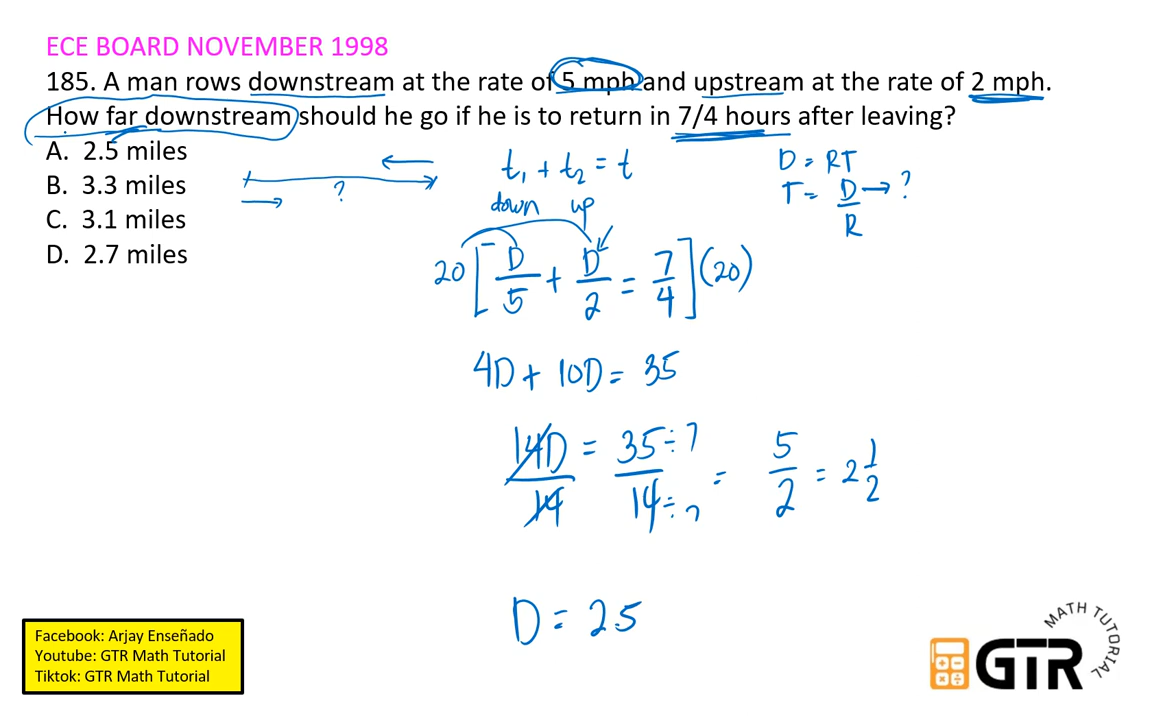 ECE BOARD NOVEMBER 1998
185. A man rows downstream at the rate of 5 mph and upstream at the rate of 2 mph.
How far downstream should he go if he is to return in 7/4 hours after leaving?
A. 2.5 miles
B. 3.3 miles
C. 3.1 miles
D. 2.7 miles
?
t₁ + t₂ = t
down up
D = RT
T = D/R → ?
20 [D/5 + D/2 = 7/4] (20)
4D + 10D = 35
14D/14 = 35÷7/14÷7 = 5/2 = 2 1/2
D = 2.5
Facebook: Arjay Enseñado
Youtube: GTR Math Tutorial
Tiktok: GTR Math Tutorial
GTR
MATH TUTORIAL